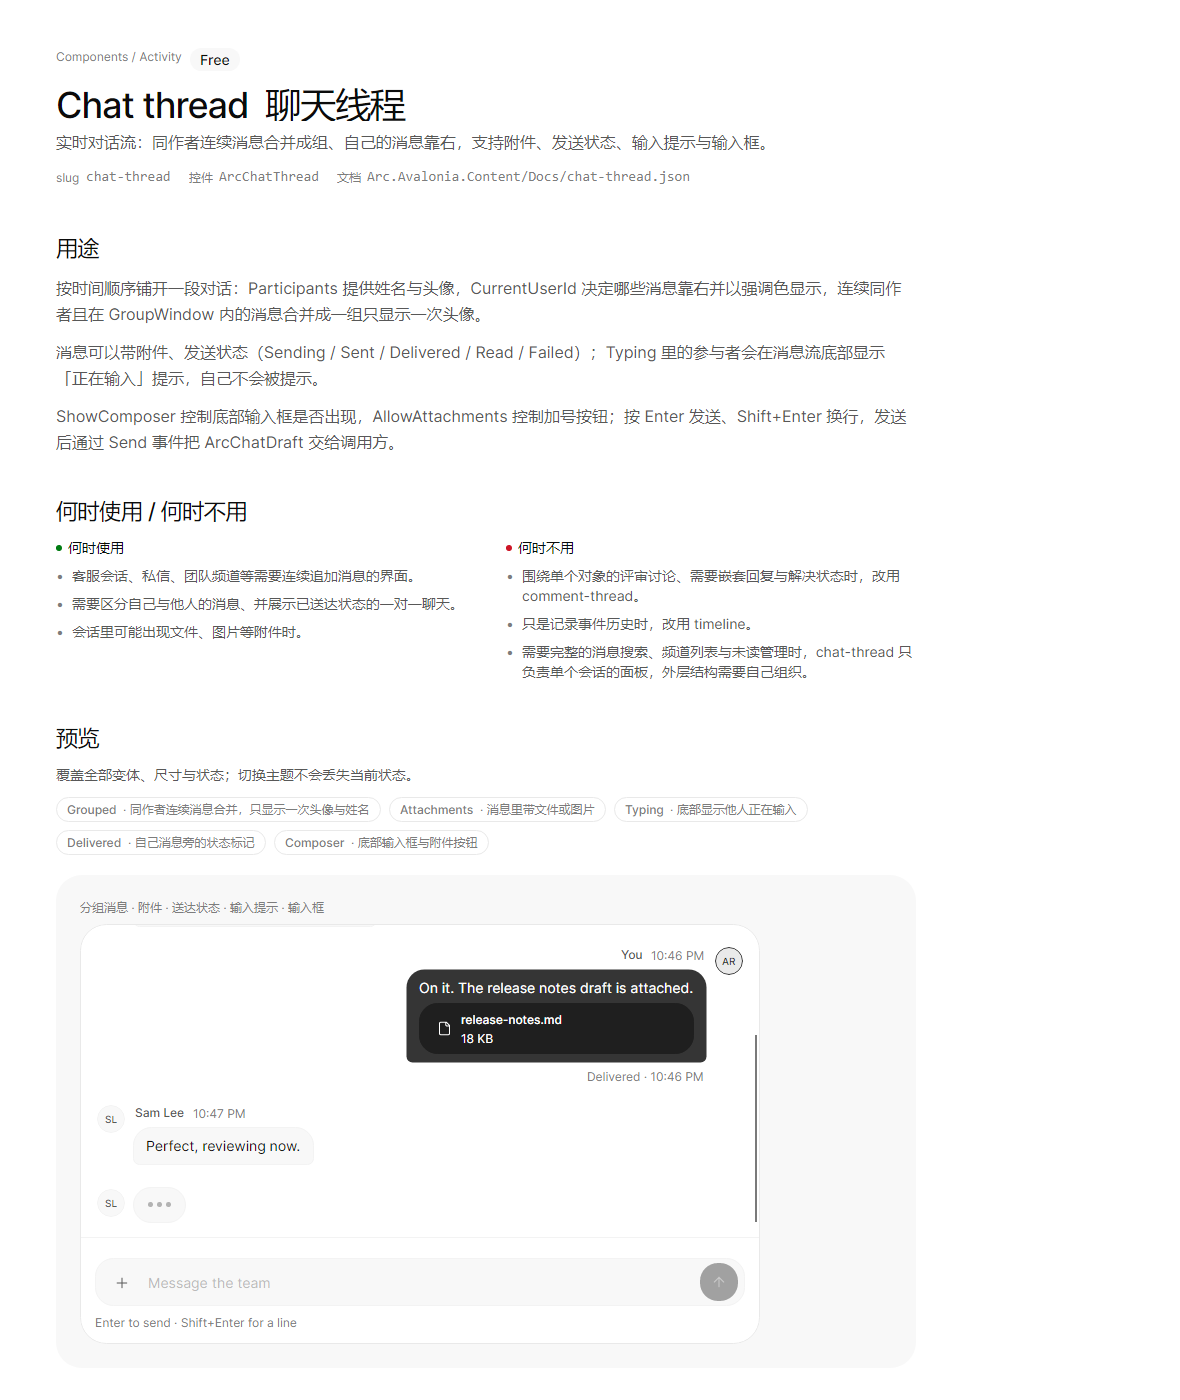 Components / Activity Free
Chat thread 聊天线程
实时对话流：同作者连续消息合并成组、自己的消息靠右，支持附件、发送状态、输入提示与输入框。
slug chat-thread 控件 ArcChatThread 文档 Arc.Avalonia.Content/Docs/chat-thread.json
用途
按时间顺序铺开一段对话：Participants 提供姓名与头像，CurrentUserId 决定哪些消息靠右并以强调色显示，连续同作
者且在 GroupWindow 内的消息合并成一组只显示一次头像。
消息可以带附件、发送状态（Sending / Sent / Delivered / Read / Failed）；Typing 里的参与者会在消息流底部显示
「正在输入」提示，自己不会被提示。
ShowComposer 控制底部输入框是否出现，AllowAttachments 控制加号按钮；按 Enter 发送、Shift+Enter 换行，发送
后通过 Send 事件把 ArcChatDraft 交给调用方。
何时使用 / 何时不用
何时使用
• 客服会话、私信、团队频道等需要连续追加消息的界面。
• 需要区分自己与他人的消息、并展示已送达状态的一对一聊天。
• 会话里可能出现文件、图片等附件时。
何时不用
• 围绕单个对象的评审讨论、需要嵌套回复与解决状态时，改用
comment-thread。
• 只是记录事件历史时，改用 timeline。
• 需要完整的消息搜索、频道列表与未读管理时，chat-thread 只
负责单个会话的面板，外层结构需要自己组织。
预览
覆盖全部变体、尺寸与状态；切换主题不会丢失当前状态。
Grouped · 同作者连续消息合并，只显示一次头像与姓名 Attachments · 消息里带文件或图片 Typing · 底部显示他人正在输入
Delivered · 自己消息旁的状态标记 Composer · 底部输入框与附件按钮
分组消息 · 附件 · 送达状态 · 输入提示 · 输入框
You 10:46 PM AR
On it. The release notes draft is attached.
release-notes.md
18 KB
Delivered · 10:46 PM
SL Sam Lee 10:47 PM
Perfect, reviewing now.
SL
Message the team
Enter to send · Shift+Enter for a line